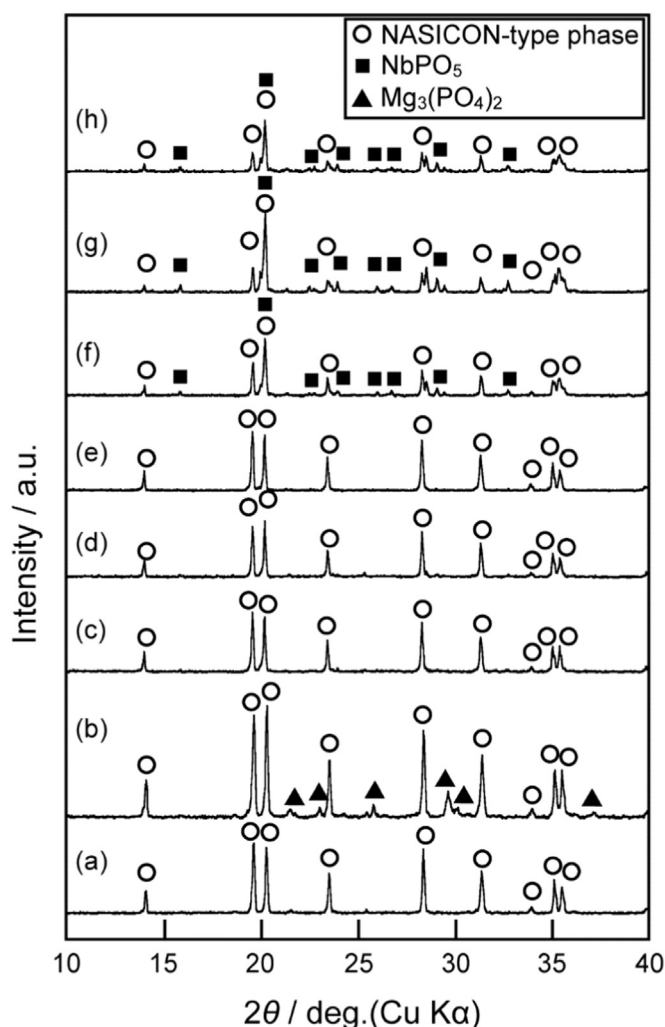 NASICON-type phase
NbPO₅
Mg₃(PO₄)₂
(h)
(g)
(f)
(e)
(d)
(c)
(b)
(a)
Intensity / a.u.
10 15 20 25 30 35 40
2θ / deg.(Cu Kα)